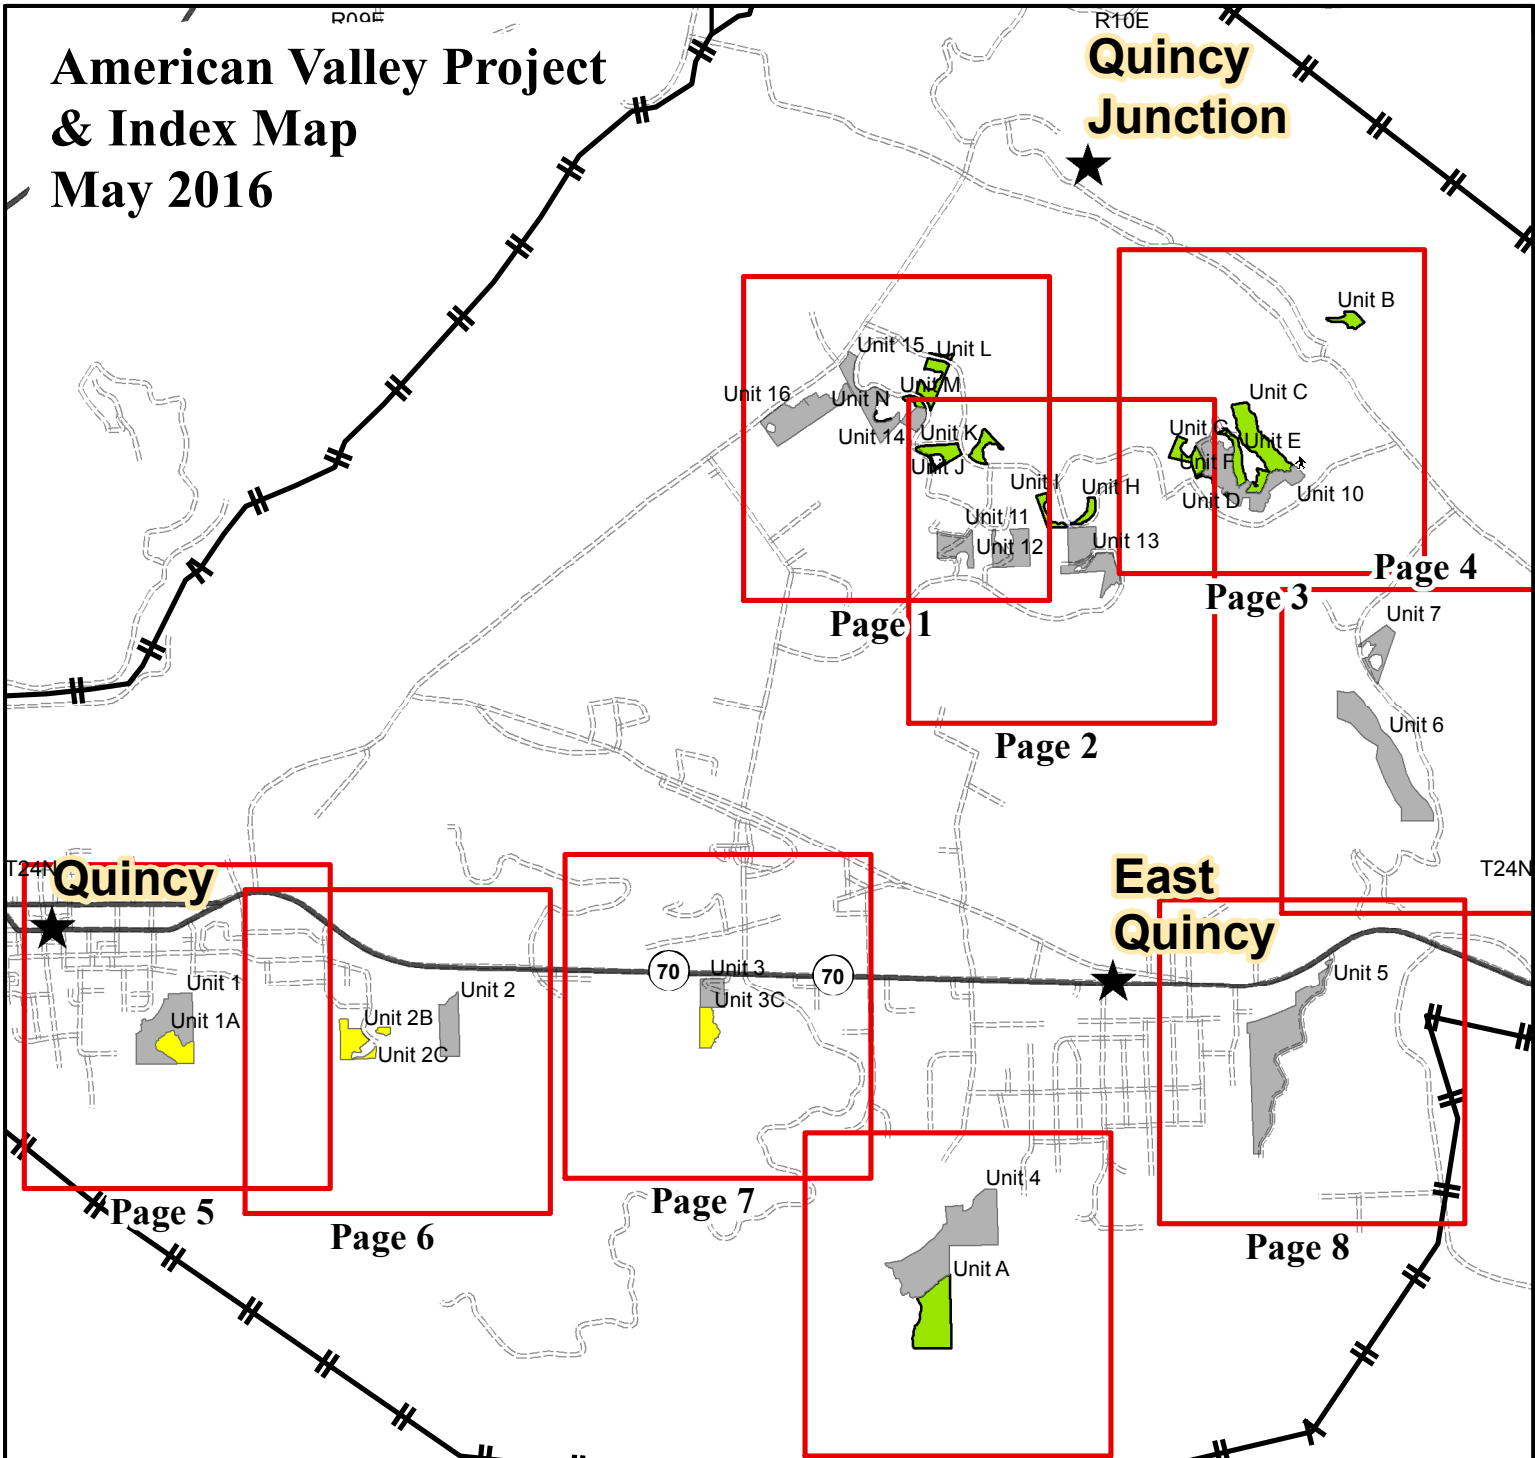 R09E
R10E
American Valley Project
& Index Map
May 2016
Quincy
Junction
Unit B
Unit 15
Unit L
Unit 16
Unit N
Unit M
Unit C
Unit 14
Unit K
Unit G
Unit E
Unit J
Unit F
Unit I
Unit H
Unit D
Unit 10
Unit 11
Unit 12
Unit 13
Page 4
Page 3
Page 1
Unit 7
Unit 6
Page 2
T24N
Quincy
East
Quincy
T24N
70
Unit 3
70
Unit 5
Unit 1
Unit 2
Unit 3C
Unit 1A
Unit 2B
Unit 2C
Unit 4
Page 5
Page 6
Page 7
Page 8
Unit A